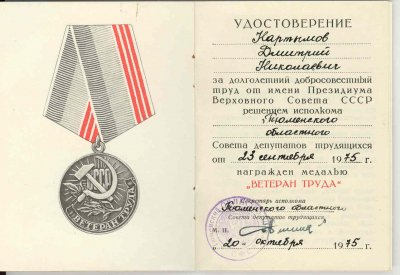 СССР
ВЕТЕРАН ТРУДА
УДОСТОВЕРЕНИЕ
Картымов
Дмитрий
Николаевич
за долголетний добросовестный
труд от имени Президиума
Верховного Совета СССР
решением исполкома
Тюменского
областного
Совета депутатов трудящихся
от 23 сентября 1975 г.
награжден медалью
„ВЕТЕРАН ТРУДА“
Секретарь исполкома
Тюменского областного
Совета депутатов трудящихся
М. П.
„20“ октября 1975 г.